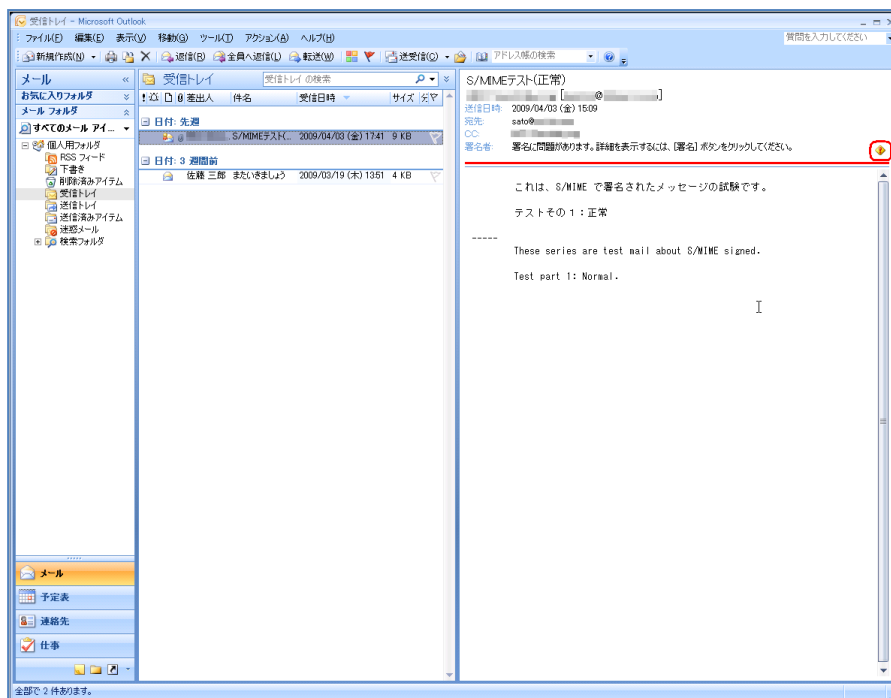 受信トレイ - Microsoft Outlook
ファイル(F) 編集(E) 表示(V) 移動(G) ツール(T) アクション(A) ヘルプ(H) 質問を入力してください
新規作成(N) 返信(R) 全員へ返信(L) 転送(W) 送受信(C) アドレス帳の検索
メール
お気に入りフォルダ
メール フォルダ
すべてのメール アイ...
個人用フォルダ
RSS フィード
下書き
削除済みアイテム
受信トレイ
送信トレイ
送信済みアイテム
迷惑メール
検索フォルダ
メール
予定表
連絡先
仕事
受信トレイ 受信トレイ の検索
差出人 件名 受信日時 サイズ 分
日付: 先週
S/MIMEテスト(... 2009/04/03 (金) 17:41 9 KB
日付: 3 週間前
佐藤 三郎 またいきましょう 2009/03/19 (木) 13:51 4 KB
S/MIMEテスト(正常)
[ @ ]
送信日時: 2009/04/03 (金) 15:09
宛先: sato@
CC:
署名者: 署名に問題があります。詳細を表示するには、[署名] ボタンをクリックしてください。
これは、S/MIME で署名されたメッセージの試験です。
テストその1：正常
-----
These series are test mail about S/MIME signed.
Test part 1: Normal.
全部で 2 件あります。